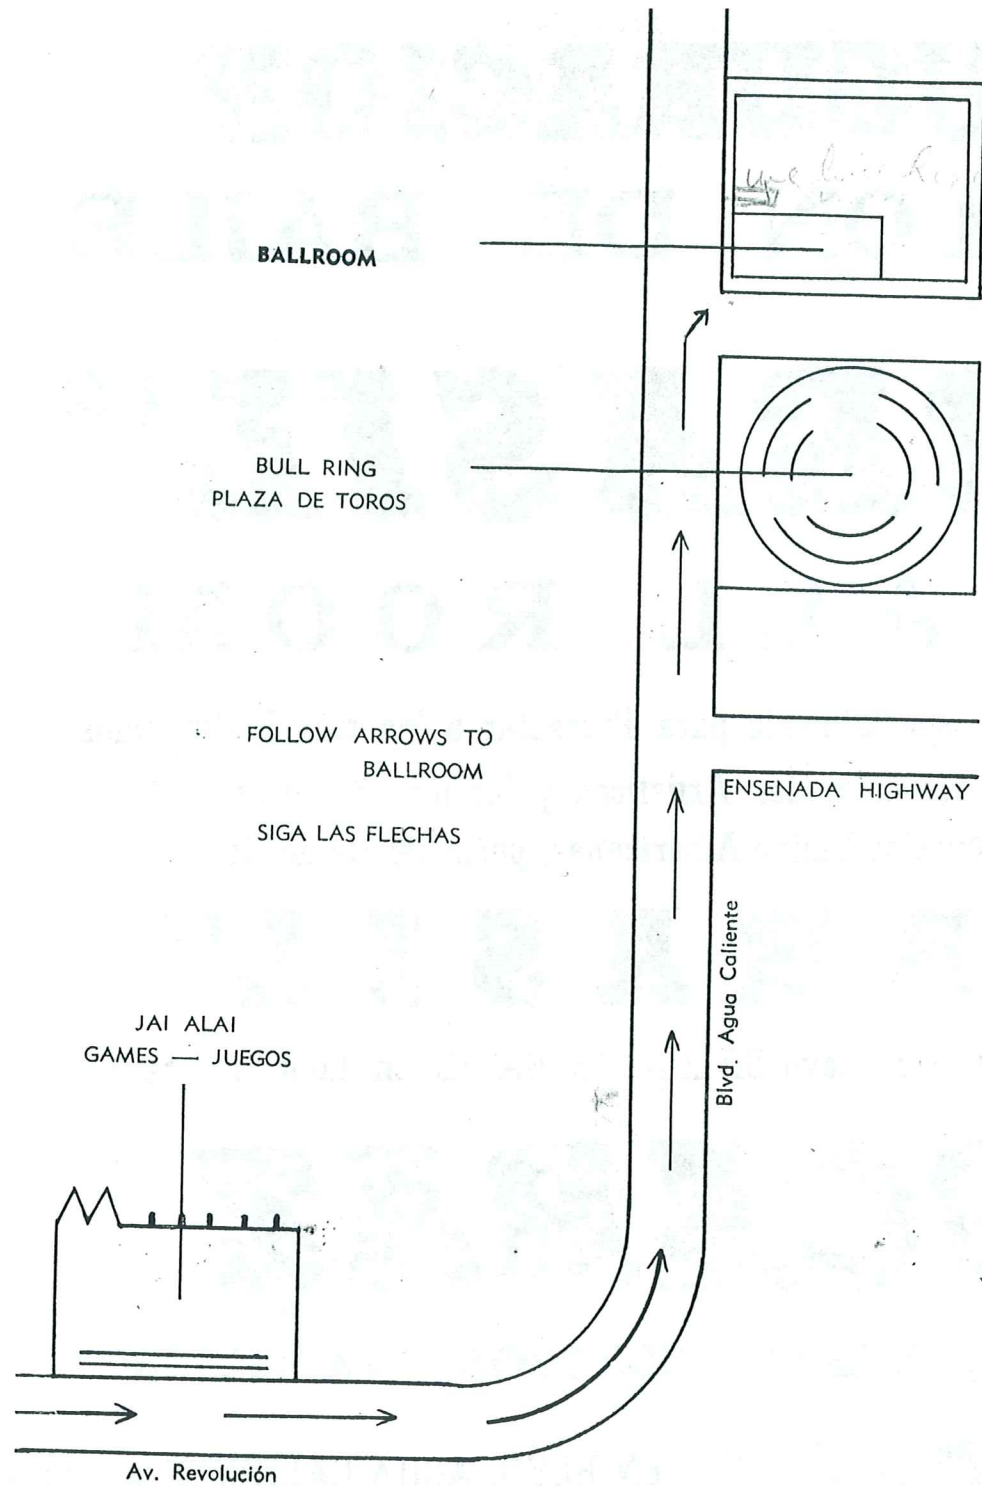 BALLROOM
BULL RING
PLAZA DE TOROS
FOLLOW ARROWS TO
BALLROOM
SIGA LAS FLECHAS
ENSENADA HIGHWAY
Blvd. Agua Caliente
JAI ALAI
GAMES — JUEGOS
Av. Revolución